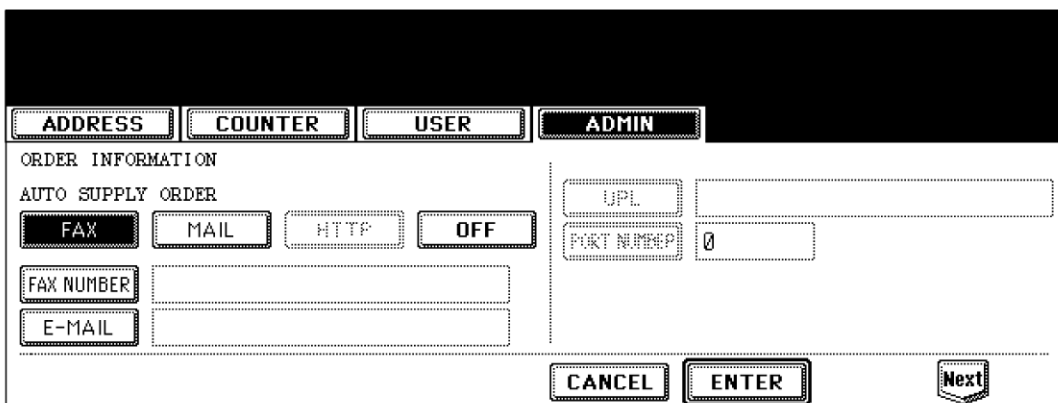 ADDRESS COUNTER USER ADMIN
ORDER INFORMATION
AUTO SUPPLY ORDER
FAX MAIL HTTP OFF
FAX NUMBER
E-MAIL
URL
PORT NUMBER 0
CANCEL ENTER Next